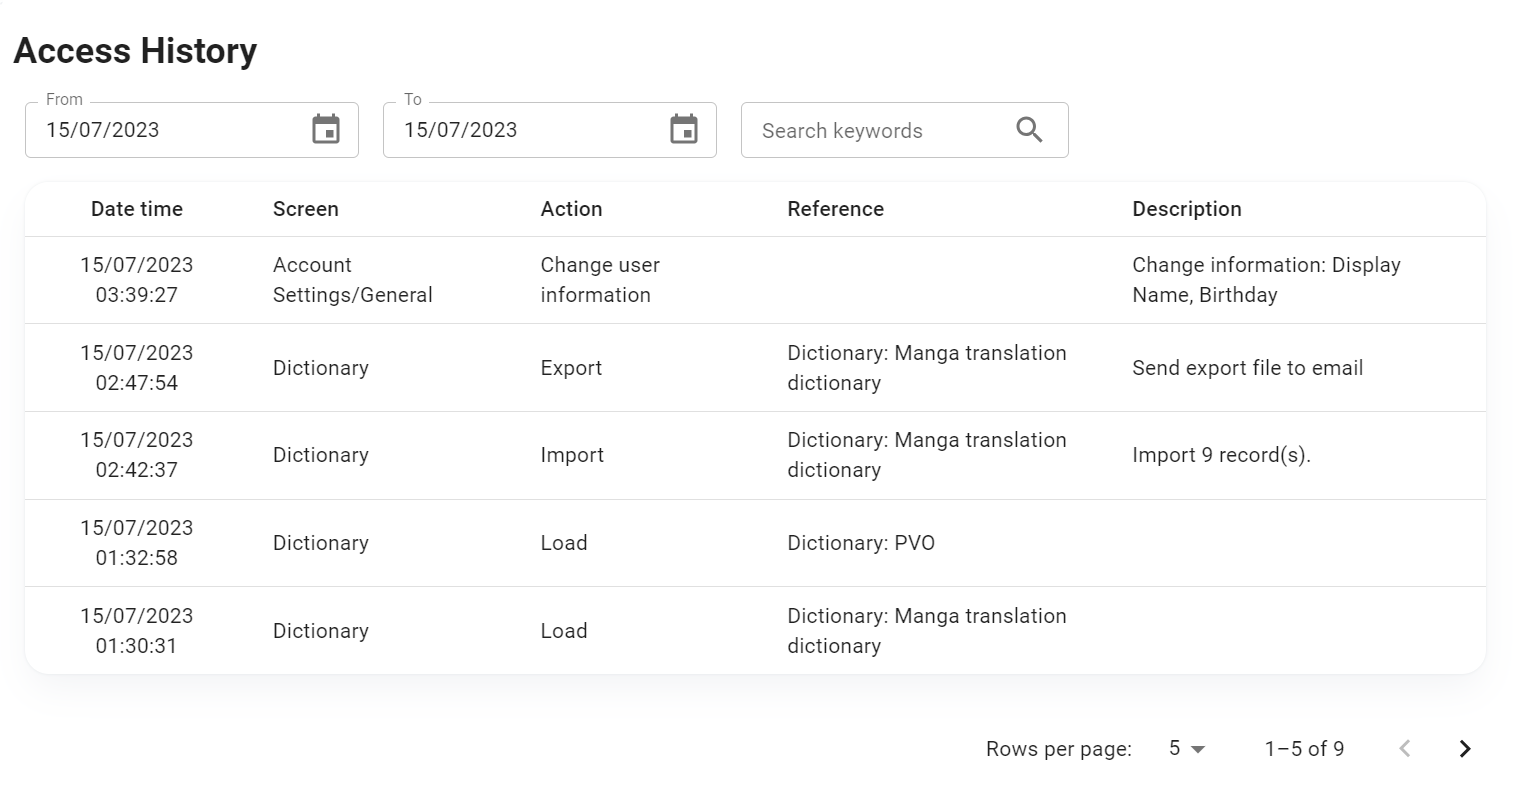 Access History
From
15/07/2023
To
15/07/2023
Search keywords
Date time Screen Action Reference Description
15/07/2023
03:39:27
Account
Settings/General
Change user
information
Change information: Display
Name, Birthday
15/07/2023
02:47:54
Dictionary
Export
Dictionary: Manga translation
dictionary
Send export file to email
15/07/2023
02:42:37
Dictionary
Import
Dictionary: Manga translation
dictionary
Import 9 record(s).
15/07/2023
01:32:58
Dictionary
Load
Dictionary: PVO
15/07/2023
01:30:31
Dictionary
Load
Dictionary: Manga translation
dictionary
Rows per page: 5 1–5 of 9